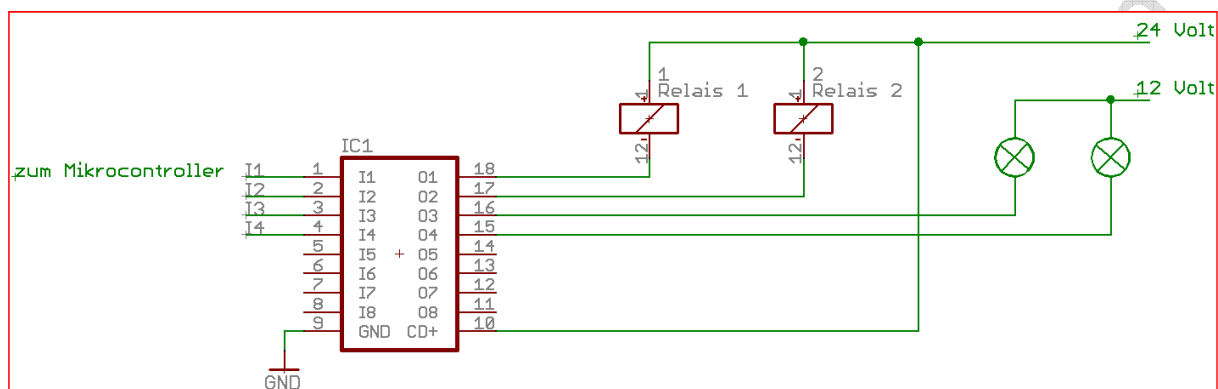 24 Volt
1
2
1
Relais 1
1
Relais 2
12 Volt
12
12
IC1
zum Mikrocontroller
I1 1 I1 O1 18
I2 2 I2 O2 17
I3 3 I3 O3 16
I4 4 I4 O4 15
5 I5 O5 14
6 I6 O6 13
7 I7 O7 12
8 I8 O8 11
9 GND CD+ 10
GND